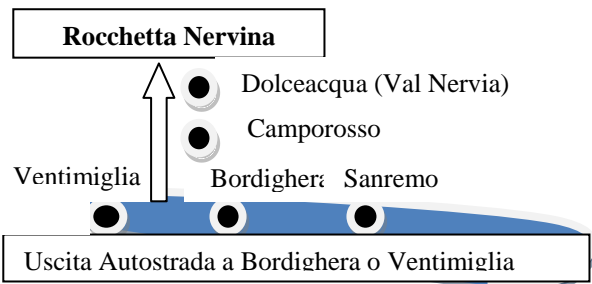 Rocchetta Nervina
Dolceacqua (Val Nervia)
Camporosso
Ventimiglia Bordighera Sanremo
Uscita Autostrada a Bordighera o Ventimiglia